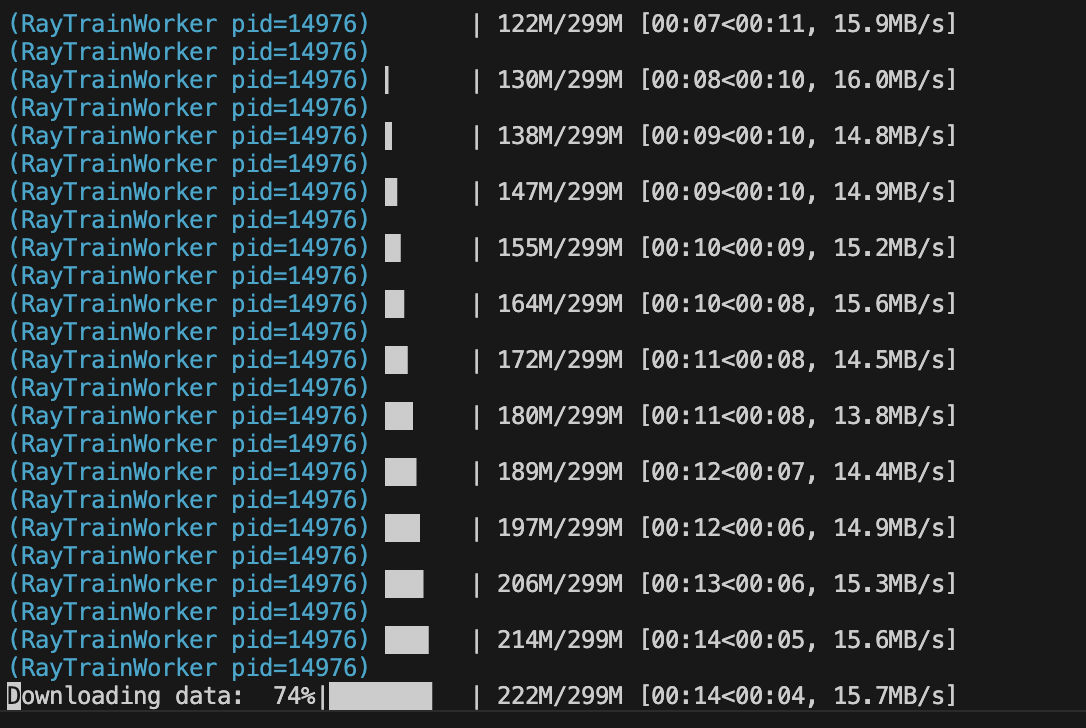 (RayTrainWorker pid=14976)        | 122M/299M [00:07<00:11, 15.9MB/s]
(RayTrainWorker pid=14976)
(RayTrainWorker pid=14976)        | 130M/299M [00:08<00:10, 16.0MB/s]
(RayTrainWorker pid=14976)
(RayTrainWorker pid=14976)        | 138M/299M [00:09<00:10, 14.8MB/s]
(RayTrainWorker pid=14976)
(RayTrainWorker pid=14976)        | 147M/299M [00:09<00:10, 14.9MB/s]
(RayTrainWorker pid=14976)
(RayTrainWorker pid=14976)        | 155M/299M [00:10<00:09, 15.2MB/s]
(RayTrainWorker pid=14976)
(RayTrainWorker pid=14976)        | 164M/299M [00:10<00:08, 15.6MB/s]
(RayTrainWorker pid=14976)
(RayTrainWorker pid=14976)        | 172M/299M [00:11<00:08, 14.5MB/s]
(RayTrainWorker pid=14976)
(RayTrainWorker pid=14976)        | 180M/299M [00:11<00:08, 13.8MB/s]
(RayTrainWorker pid=14976)
(RayTrainWorker pid=14976)        | 189M/299M [00:12<00:07, 14.4MB/s]
(RayTrainWorker pid=14976)
(RayTrainWorker pid=14976)        | 197M/299M [00:12<00:06, 14.9MB/s]
(RayTrainWorker pid=14976)
(RayTrainWorker pid=14976)        | 206M/299M [00:13<00:06, 15.3MB/s]
(RayTrainWorker pid=14976)
(RayTrainWorker pid=14976)        | 214M/299M [00:14<00:05, 15.6MB/s]
(RayTrainWorker pid=14976)
Downloading data:  74%|           | 222M/299M [00:14<00:04, 15.7MB/s]